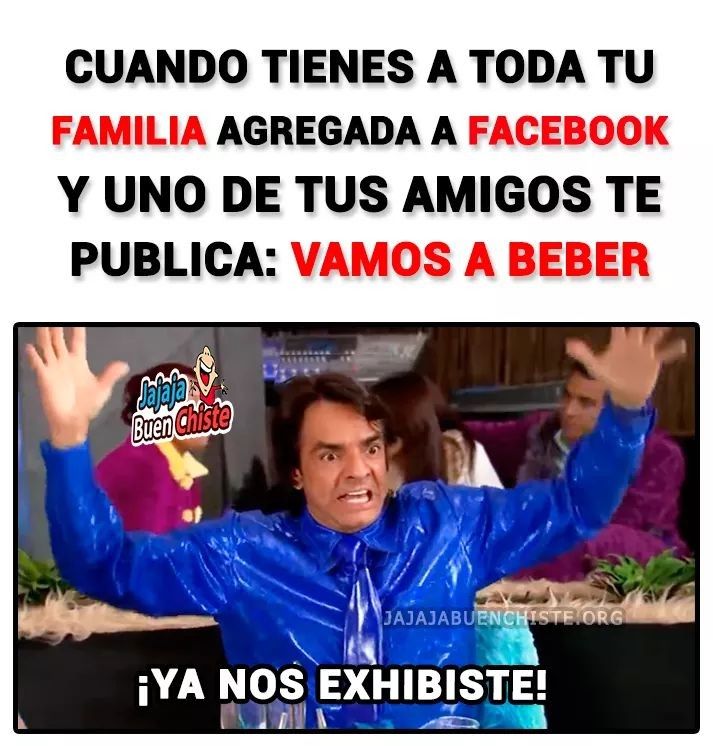 CUANDO TIENES A TODA TU
FAMILIA AGREGADA A FACEBOOK
Y UNO DE TUS AMIGOS TE
PUBLICA: VAMOS A BEBER
Jajaja
Buen Chiste
JAJAJABUENCHISTE.ORG
¡YA NOS EXHIBISTE!